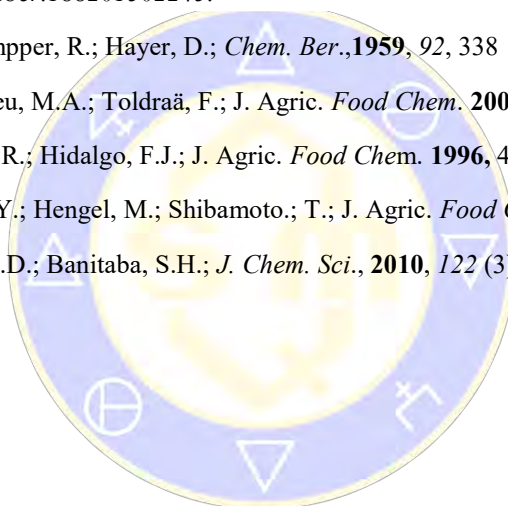 mpper, R.; Hayer, D.; Chem. Ber.,1959, 92, 338
eu, M.A.; Toldraä, F.; J. Agric. Food Chem. 200
R.; Hidalgo, F.J.; J. Agric. Food Chem. 1996, 4
Y.; Hengel, M.; Shibamoto.; T.; J. Agric. Food
.D.; Banitaba, S.H.; J. Chem. Sci., 2010, 122 (3)